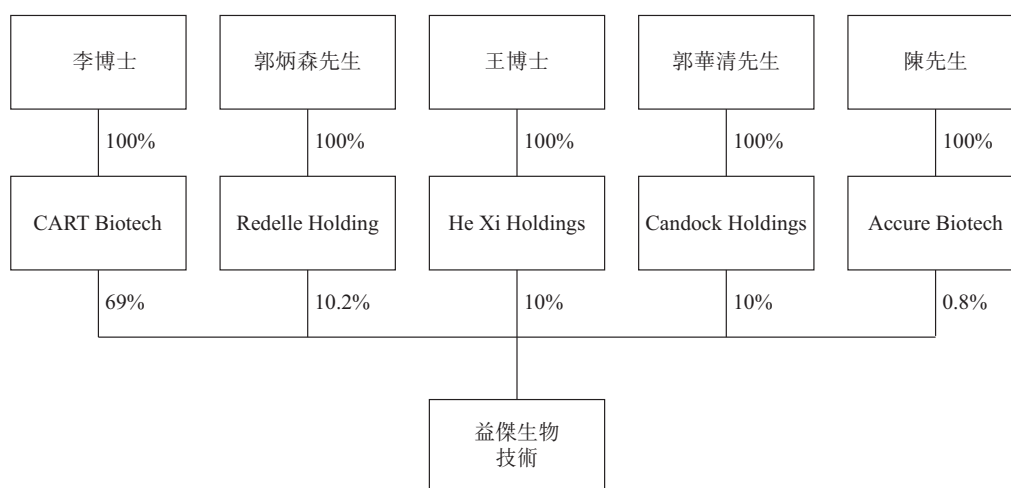 李博士
郭炳森先生
王博士
郭華清先生
陳先生
100%
100%
100%
100%
100%
CART Biotech
Redelle Holding
He Xi Holdings
Candock Holdings
Accure Biotech
69%
10.2%
10%
10%
0.8%
益傑生物
技術